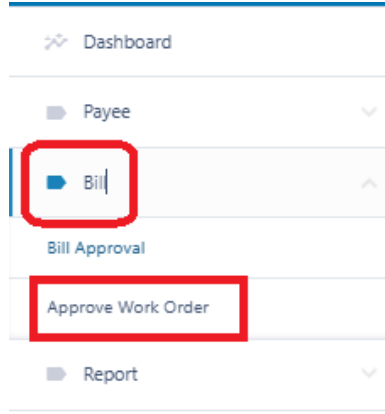 Dashboard
Payee
Bill
Bill Approval
Approve Work Order
Report